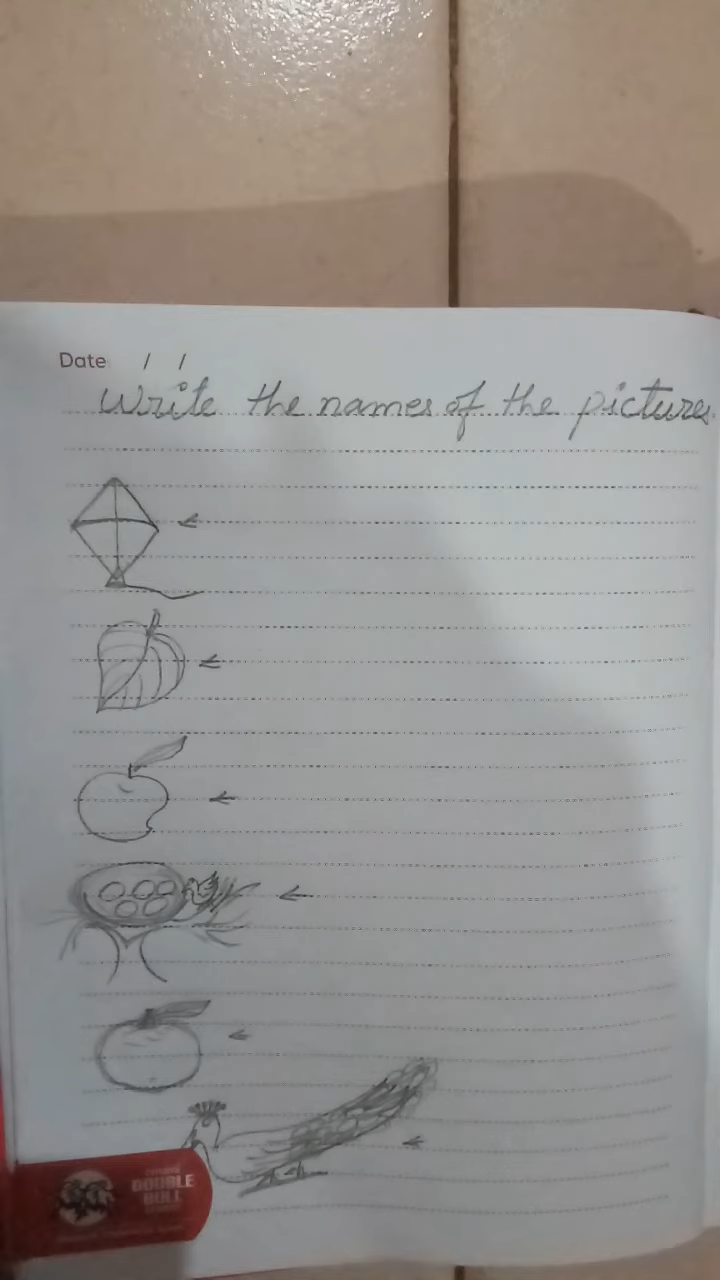 Date / /
Write the names of the pictures.
DOUBLE
BULL